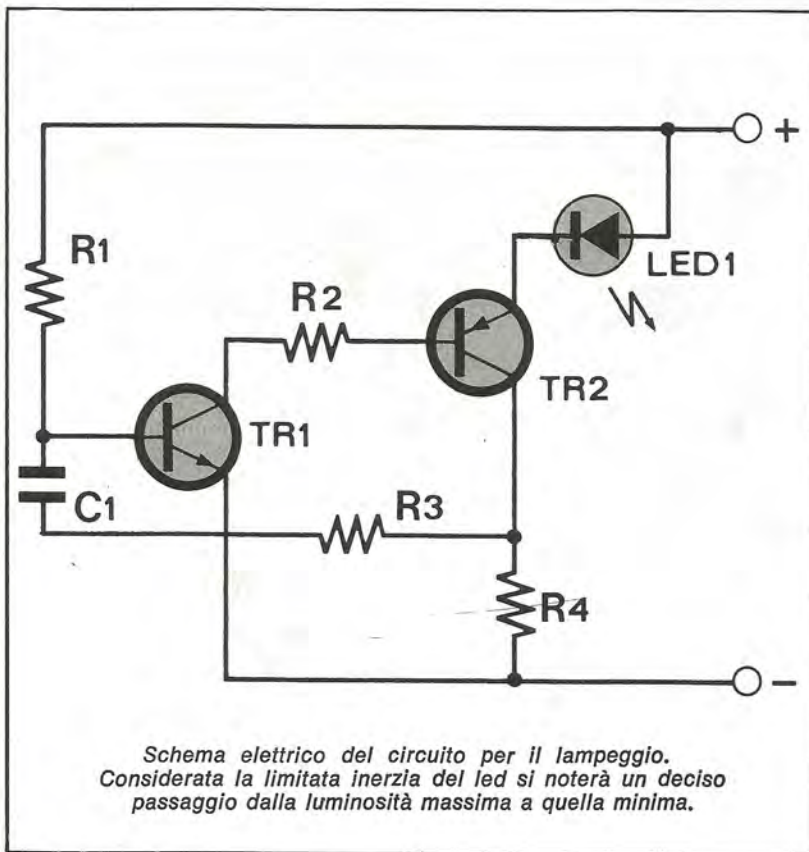 +
R1
LED1
R2
TR2
TR1
C1
R3
R4
−
Schema elettrico del circuito per il lampeggio.
Considerata la limitata inerzia del led si noterà un deciso
passaggio dalla luminosità massima a quella minima.